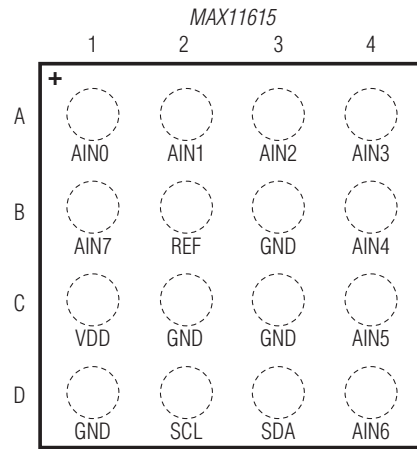 MAX11615
1 2 3 4
+
A
AIN0 AIN1 AIN2 AIN3
B
AIN7 REF GND AIN4
C
VDD GND GND AIN5
D
GND SCL SDA AIN6